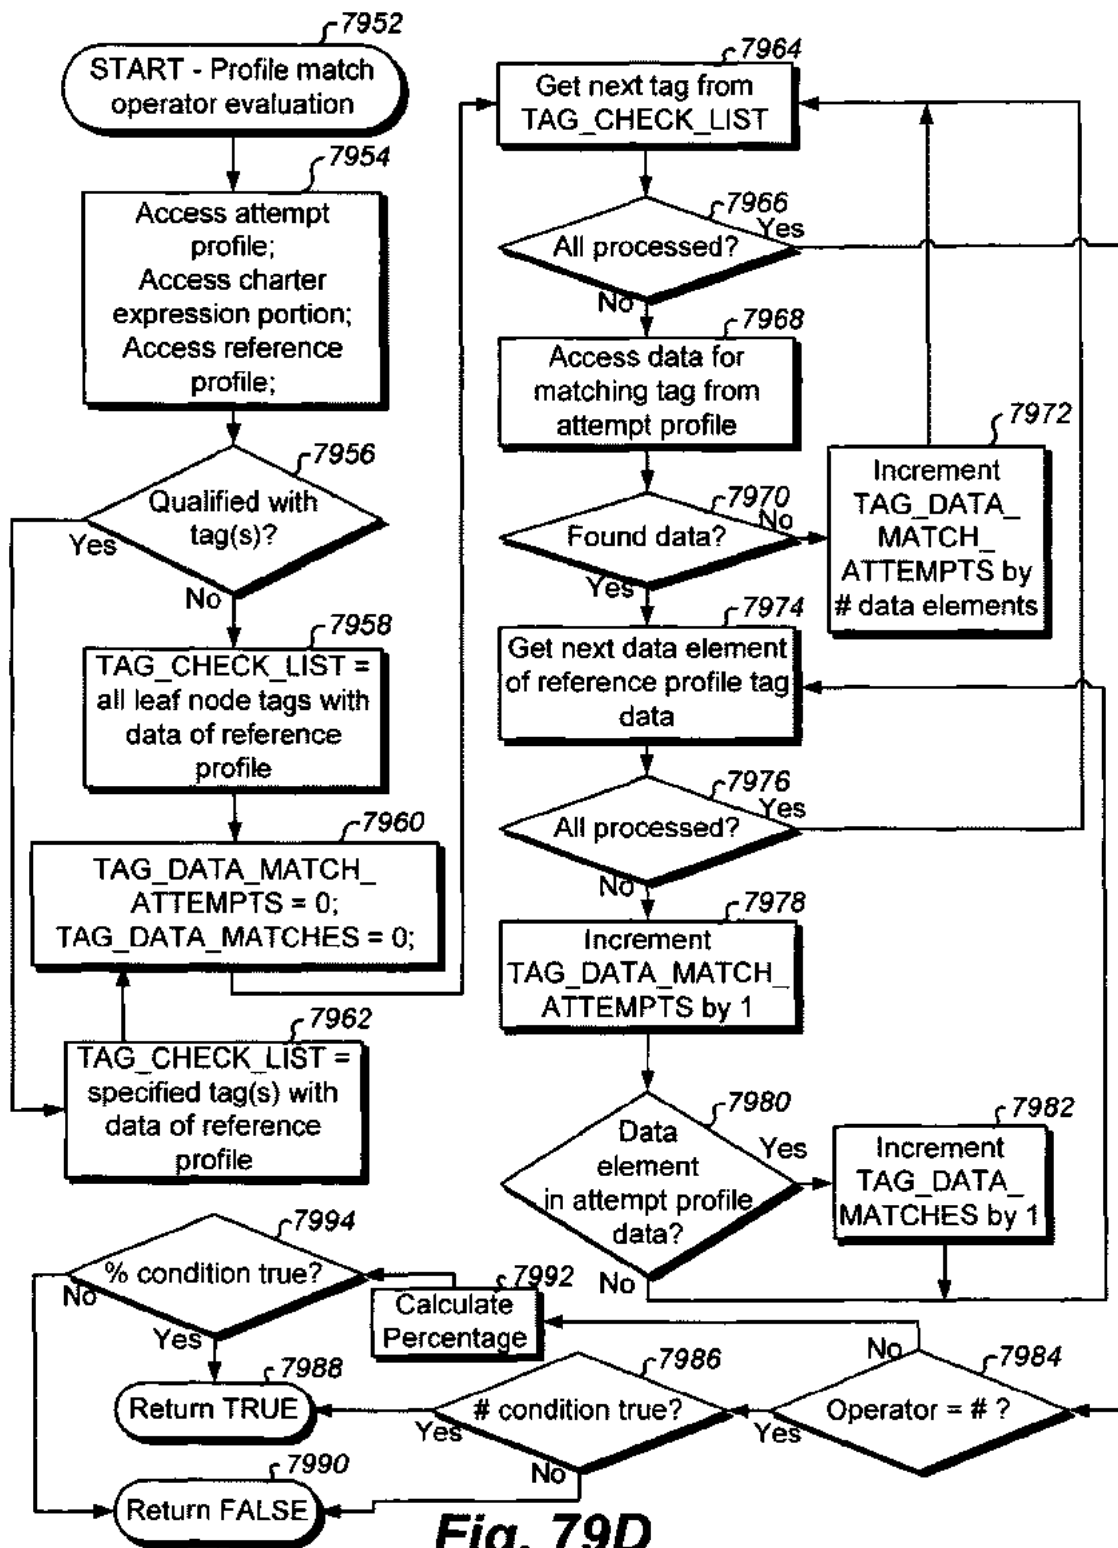 7952
START - Profile match
operator evaluation
7954
Access attempt
profile;
Access charter
expression portion;
Access reference
profile;
7956
Qualified with
tag(s)?
Yes
No
7958
TAG_CHECK_LIST =
all leaf node tags with
data of reference
profile
7960
TAG_DATA_MATCH_
ATTEMPTS = 0;
TAG_DATA_MATCHES = 0;
7962
TAG_CHECK_LIST =
specified tag(s) with
data of reference
profile
7964
Get next tag from
TAG_CHECK_LIST
7966
Yes
All processed?
No
7968
Access data for
matching tag from
attempt profile
7970
No
Found data?
Yes
7972
Increment
TAG_DATA_
MATCH_
ATTEMPTS by
# data elements
7974
Get next data element
of reference profile tag
data
7976
Yes
All processed?
No
7978
Increment
TAG_DATA_MATCH_
ATTEMPTS by 1
7980
Data
element
in attempt profile
data?
Yes
No
7982
Increment
TAG_DATA_
MATCHES by 1
7984
No
Operator = # ?
Yes
7986
# condition true?
Yes
No
7992
Calculate
Percentage
7994
% condition true?
No
Yes
7988
Return TRUE
7990
Return FALSE
Fig. 79D